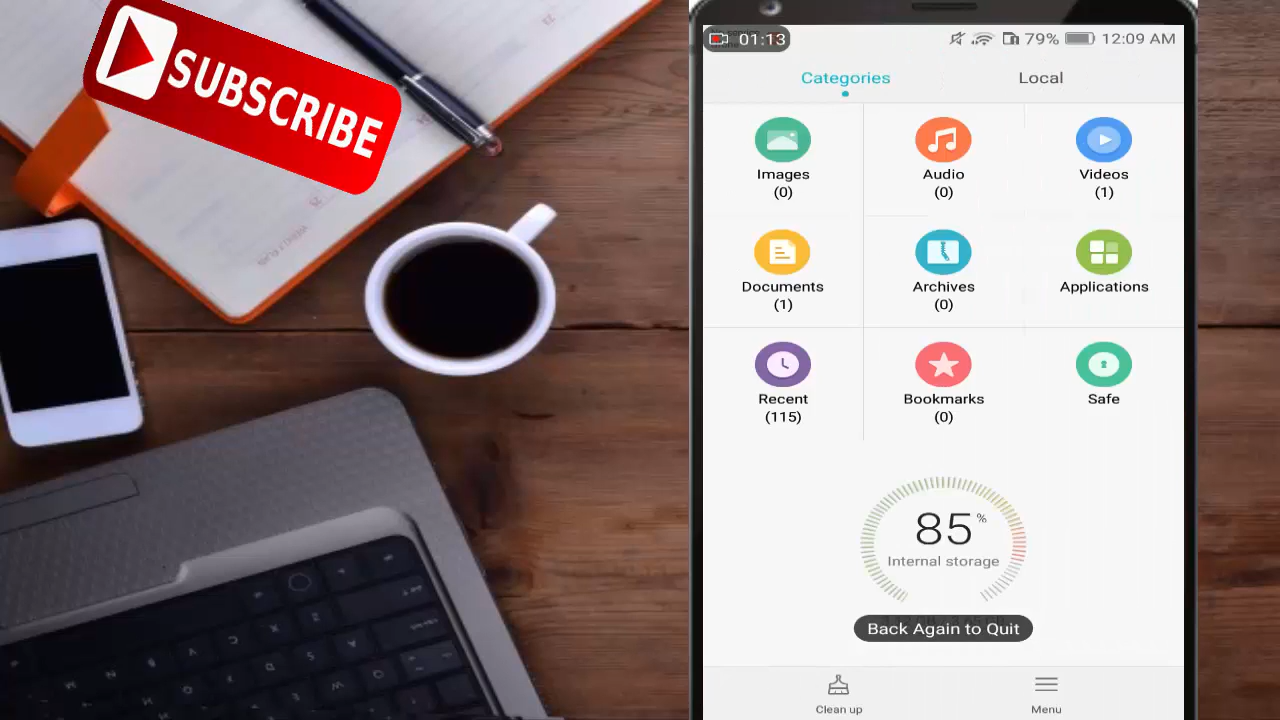 SUBSCRIBE
01:13
79%
12:09 AM
Categories
Local
Images
(0)
Audio
(0)
Videos
(1)
Documents
(1)
Archives
(0)
Applications
Recent
(115)
Bookmarks
(0)
Safe
85%
Internal storage
Back Again to Quit
Clean up
Menu